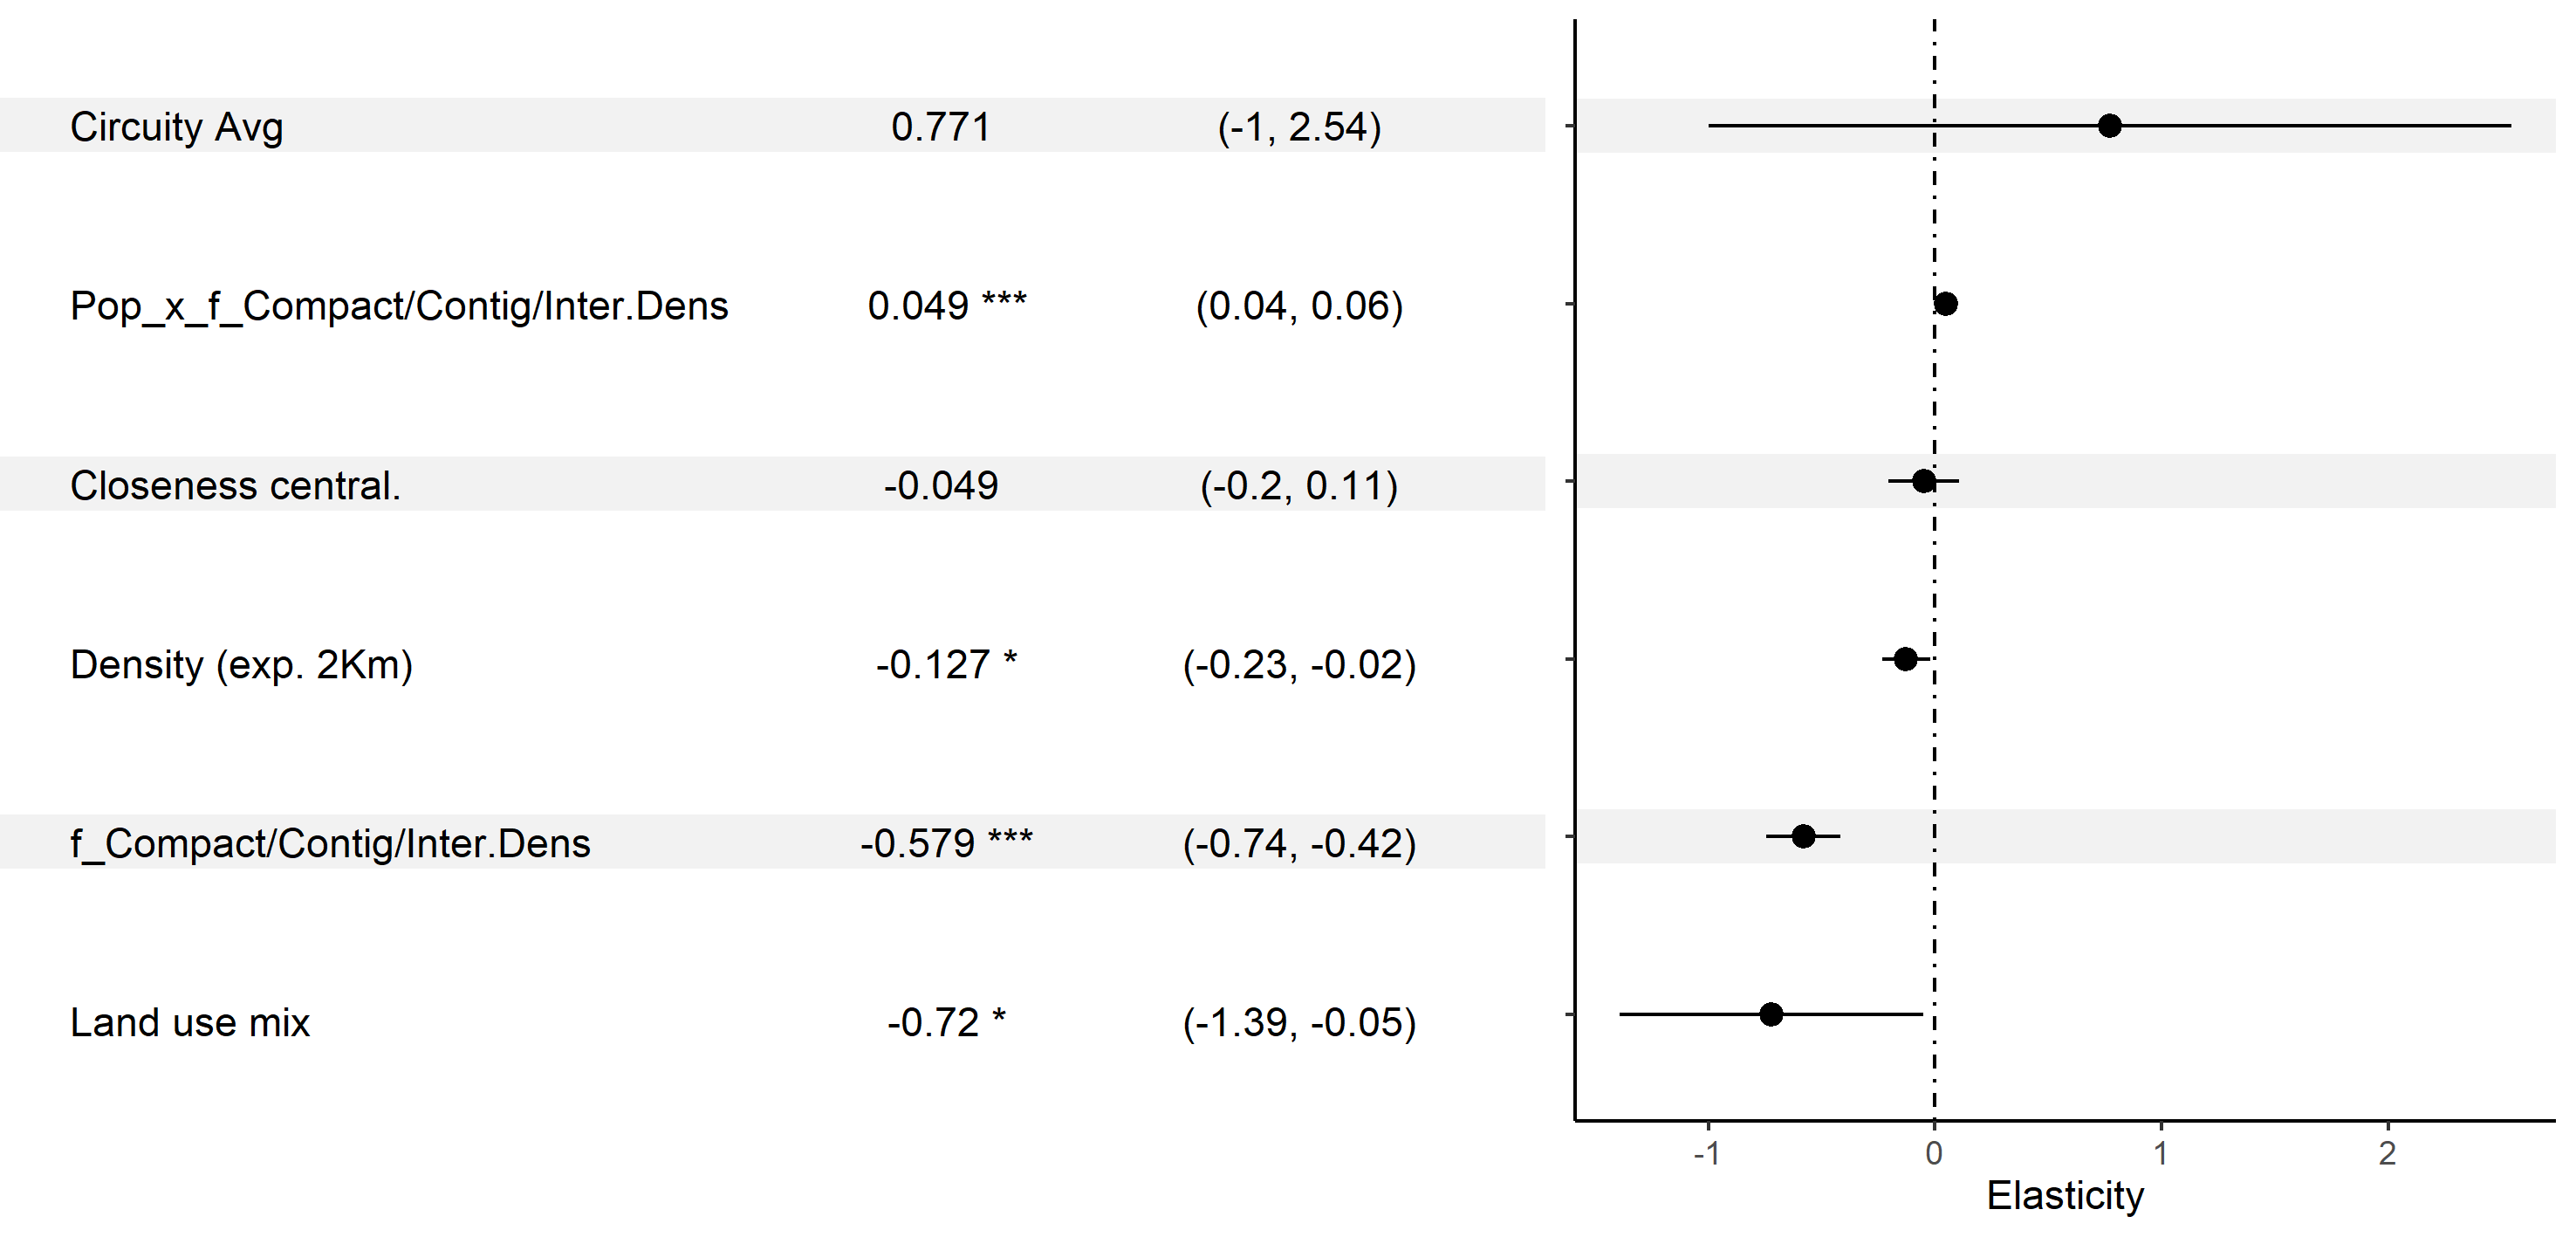 Circuity Avg 0.771 (-1, 2.54)
Pop_x_f_Compact/Contig/Inter.Dens 0.049 *** (0.04, 0.06)
Closeness central. -0.049 (-0.2, 0.11)
Density (exp. 2Km) -0.127 * (-0.23, -0.02)
f_Compact/Contig/Inter.Dens -0.579 *** (-0.74, -0.42)
Land use mix -0.72 * (-1.39, -0.05)
-1 0 1 2
Elasticity